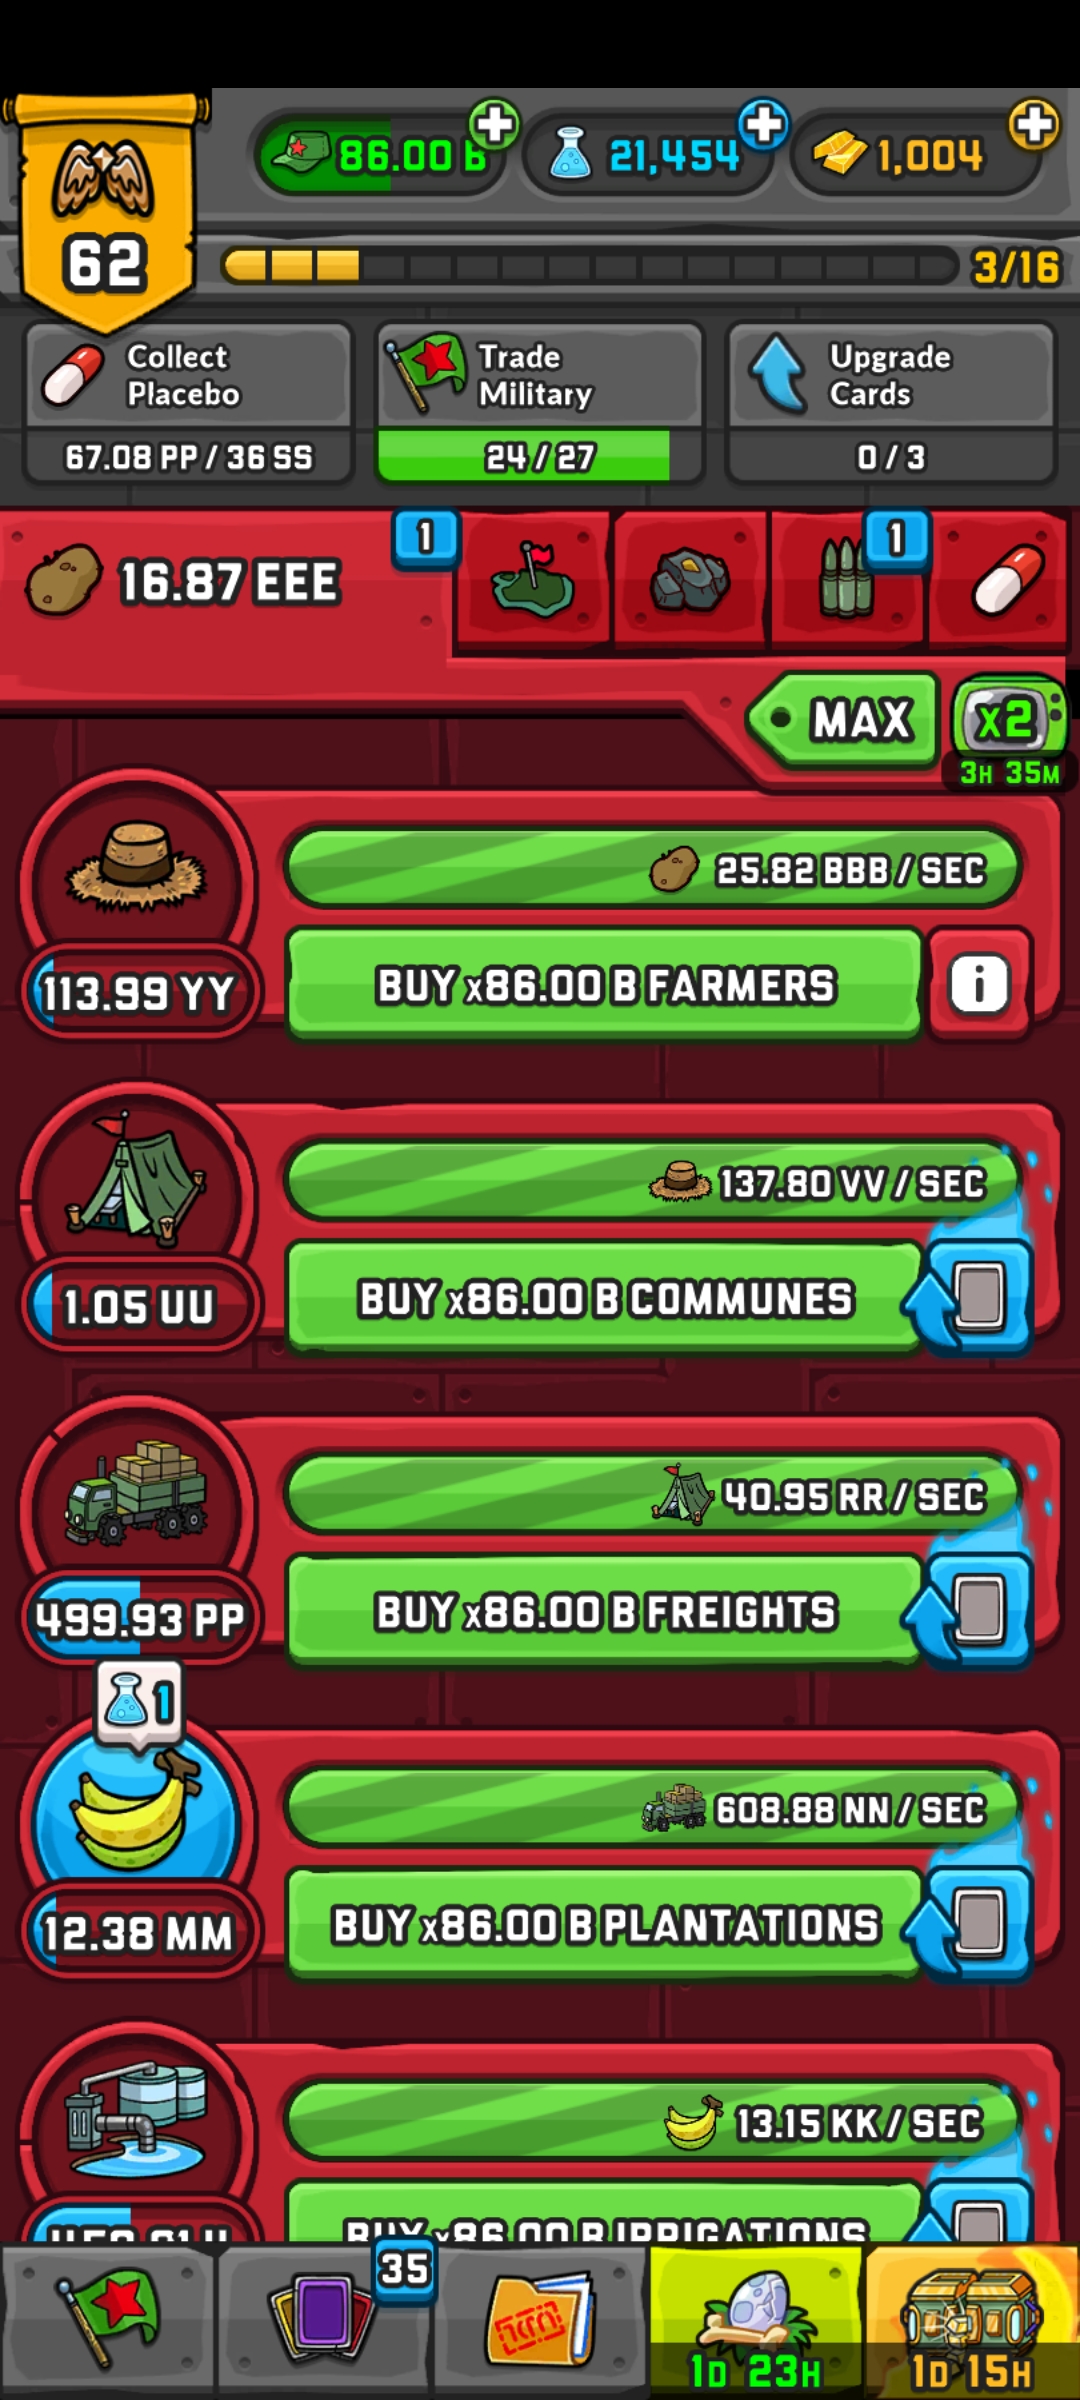 86.00 B
21,454
1,004
62
3/16
Collect
Placebo
67.08 PP / 36 SS
Trade
Military
24 / 27
Upgrade
Cards
0 / 3
16.87 EEE
1
1
MAX
x2
3H 35M
25.82 BBB / SEC
113.99 YY
BUY x86.00 B FARMERS
i
137.80 VV / SEC
1.05 UU
BUY x86.00 B COMMUNES
40.95 RR / SEC
499.93 PP
BUY x86.00 B FREIGHTS
1
608.88 NN / SEC
12.38 MM
BUY x86.00 B PLANTATIONS
13.15 KK / SEC
BUY x86.00 B IRRIGATIONS
35
1D 23H
1D 15H